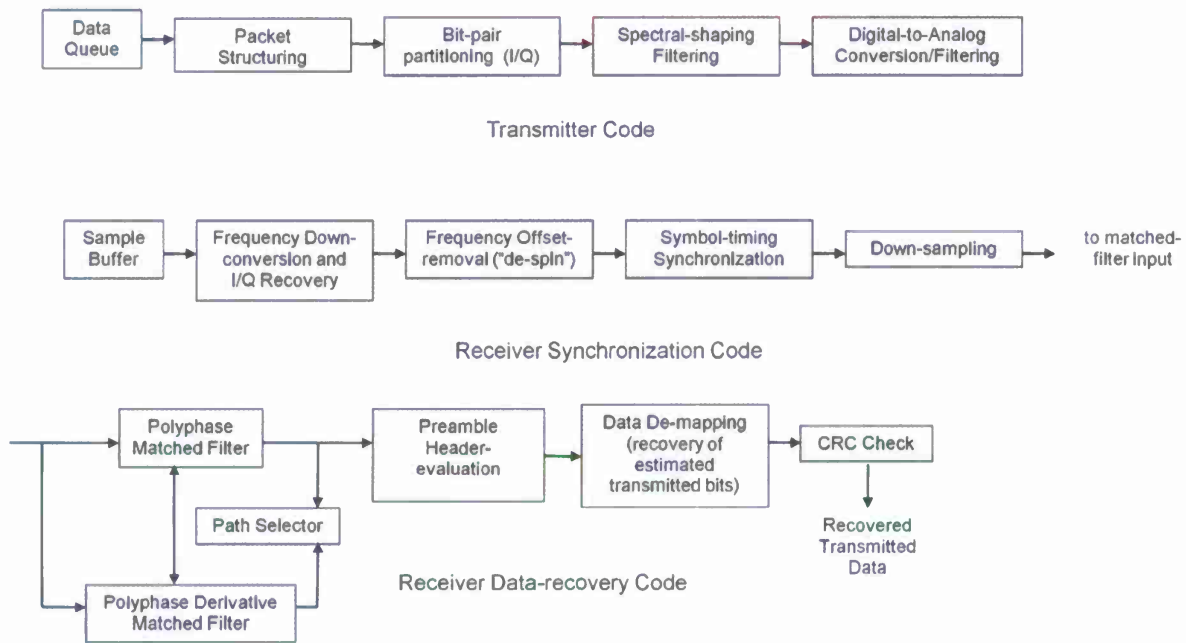 Data
Queue
Packet
Structuring
Bit-pair
partitioning (I/Q)
Spectral-shaping
Filtering
Digital-to-Analog
Conversion/Filtering
Transmitter Code
Sample
Buffer
Frequency Down-
conversion and
I/Q Recovery
Frequency Offset-
removal ("de-spin")
Symbol-timing
Synchronization
Down-sampling
to matched-
filter input
Receiver Synchronization Code
Polyphase
Matched Filter
Preamble
Header-
evaluation
Data De-mapping
(recovery of
estimated
transmitted bits)
CRC Check
Path Selector
Recovered
Transmitted
Data
Receiver Data-recovery Code
Polyphase Derivative
Matched Filter